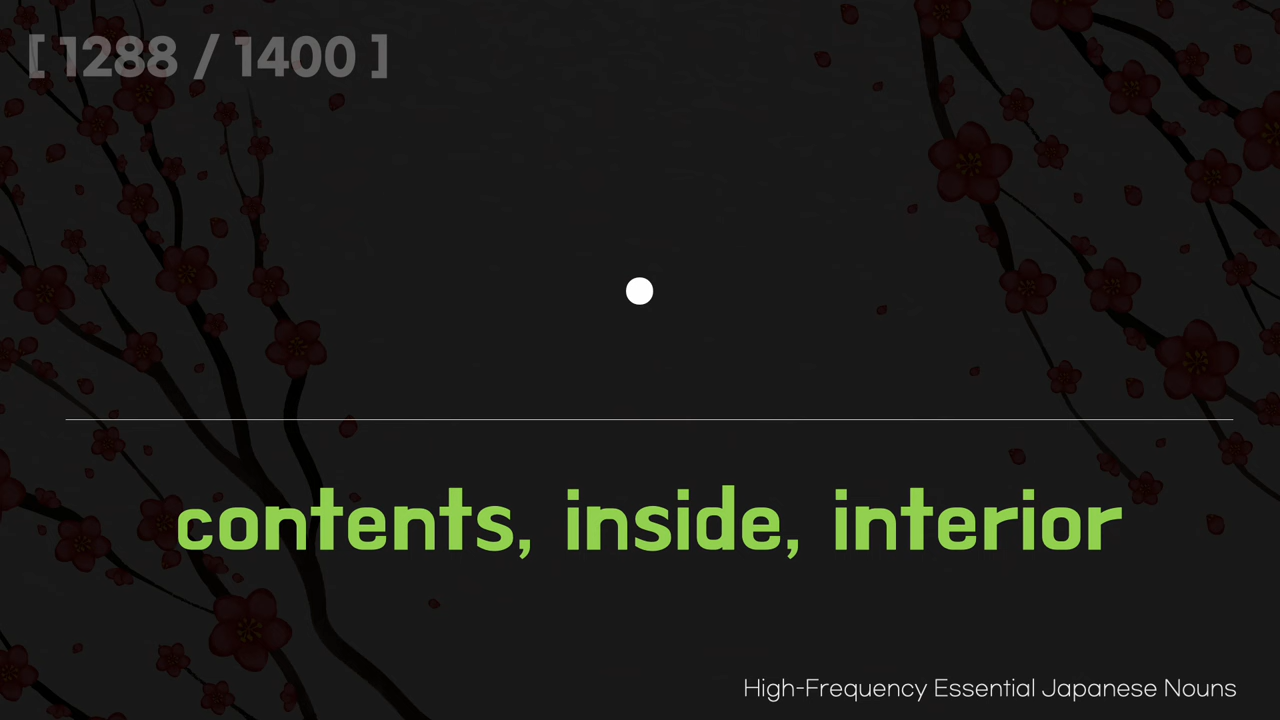 [ 1288 / 1400 ]
contents, inside, interior
High-Frequency Essential Japanese Nouns